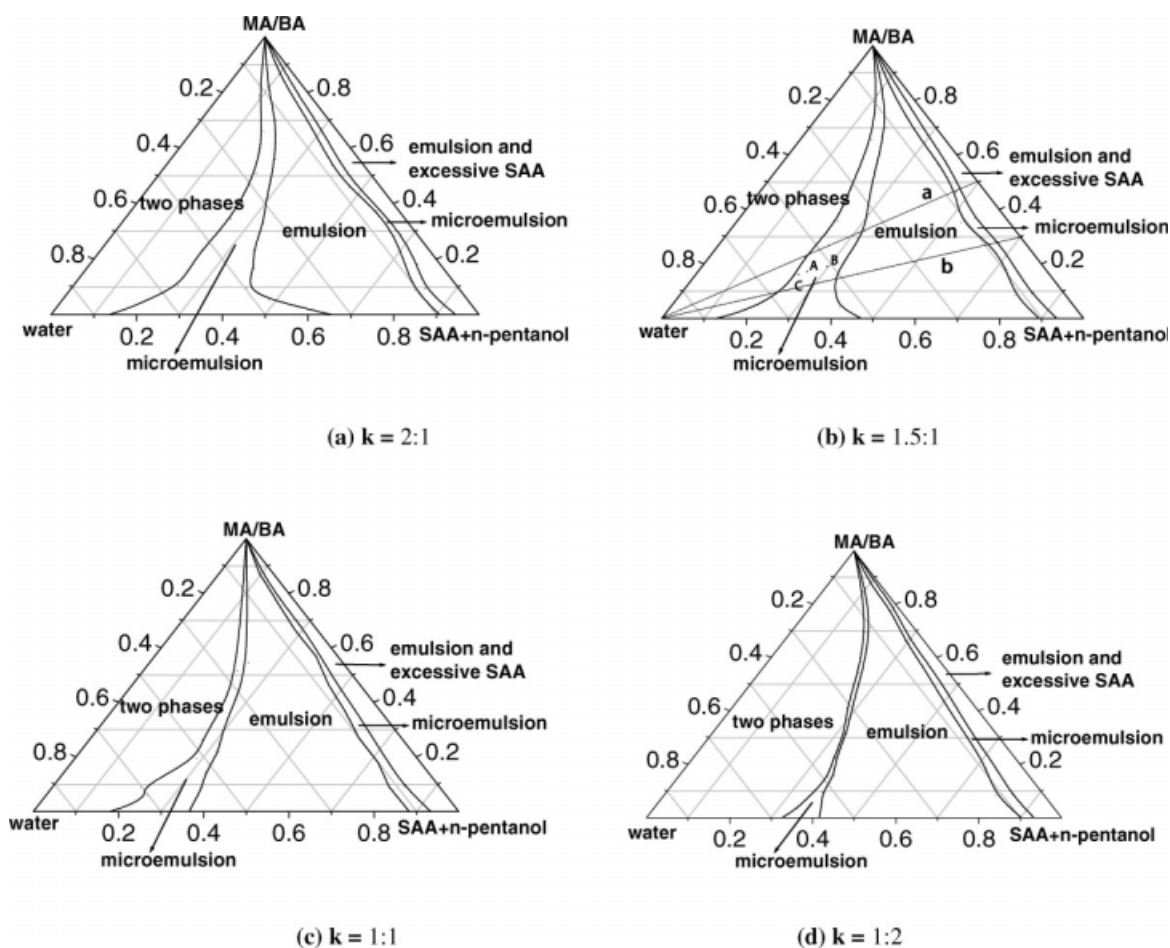 MA/BA
0.2 0.8
0.4 0.6
emulsion and
excessive SAA
0.6 two phases 0.4
microemulsion
emulsion
0.8 0.2
water SAA+n-pentanol
0.2 0.4 0.6 0.8
microemulsion
(a) k = 2:1
MA/BA
0.2 0.8
0.4 0.6
emulsion and
excessive SAA
a
0.6 two phases 0.4
microemulsion
emulsion
A B
b
0.8 0.2
C
water SAA+n-pentanol
0.2 0.4 0.6 0.8
microemulsion
(b) k = 1.5:1
MA/BA
0.2 0.8
0.4 0.6
emulsion and
excessive SAA
0.6 two phases 0.4
emulsion microemulsion
0.8 0.2
water SAA+n-pentanol
0.2 0.4 0.6 0.8
microemulsion
(c) k = 1:1
MA/BA
0.2 0.8
0.4 0.6
emulsion and
excessive SAA
0.6 two phases 0.4
emulsion microemulsion
0.8 0.2
water SAA+n-pentanol
0.2 0.4 0.6 0.8
microemulsion
(d) k = 1:2